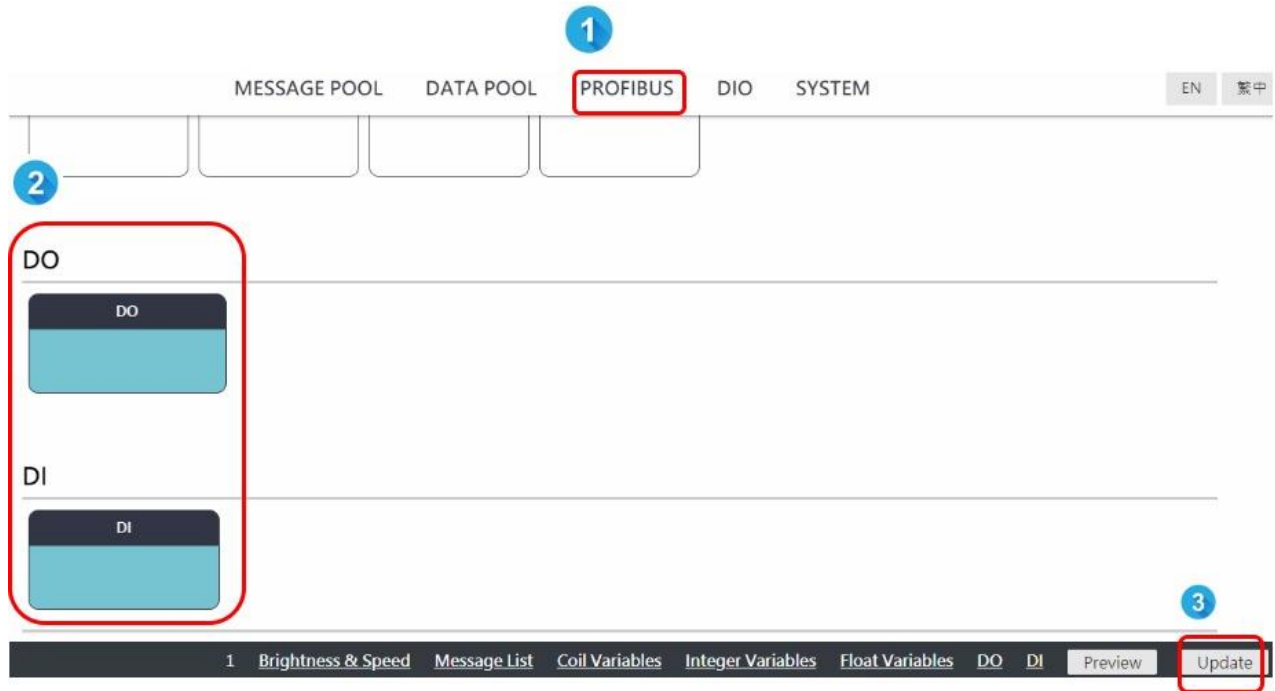 1
MESSAGE POOL DATA POOL PROFIBUS DIO SYSTEM EN 繁中
2
DO
DO
DI
DI
3
1 Brightness & Speed Message List Coil Variables Integer Variables Float Variables DO DI Preview Update